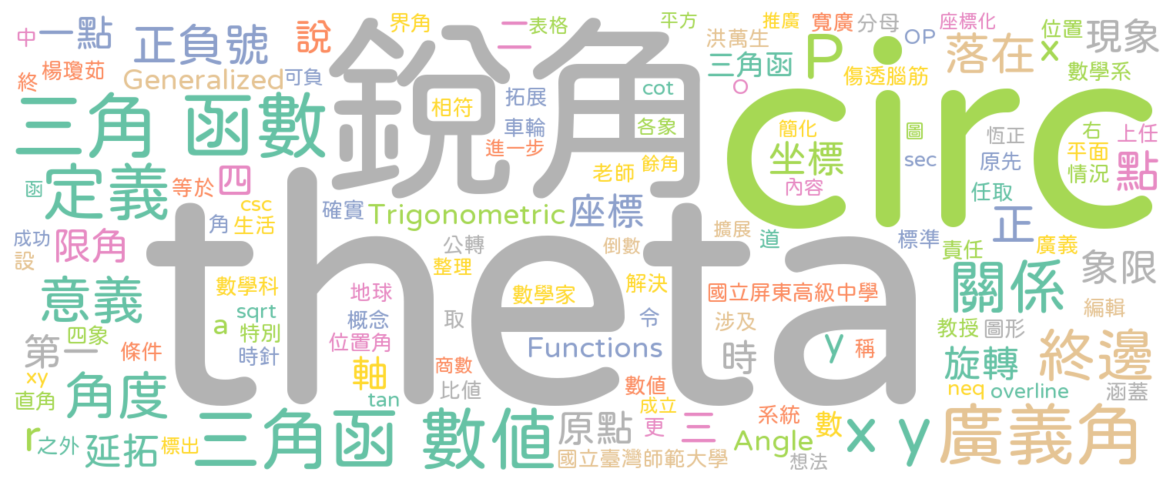 中 一點 正負號 說 界角 二 表格 平方 推廣 寬廣 分母 座標化 位置 現象
終 楊瓊茹 Generalized 可負 銳角 洪萬生 三角函 P • OP 落在 x 數學系
三角 函數 相符 拓展 車輪 進一步 cot 各象 O 傷透腦筋 circ
函 定義 等於 四 csc 角 生活 老師 餘角 簡化 坐標 內容 圖 sec 恆正 原先 任取 右 平面 情況 上任 點
成功 設 限角 確實 Trigonometric 座標 擴展 道 標準 正 責任 廣義 象限
意義 數學科 theta 公轉 整理 倒數 解決 數學家 國立屏東高級中學 關係 編輯
第一 四象 條件 a sqrt 特別 時針 地球 概念 位置角 取 Functions 令 涉及 時 y 稱 教授 圖形 終邊
xy 直角 角度 軸 tan 商數 比值 數值 成立 旋轉 neq overline 涵蓋
r 之外 延拓 標出 三角函 數值 原點 更 三 Angle 系統 數 x y 廣義角
國立臺灣師範大學 想法